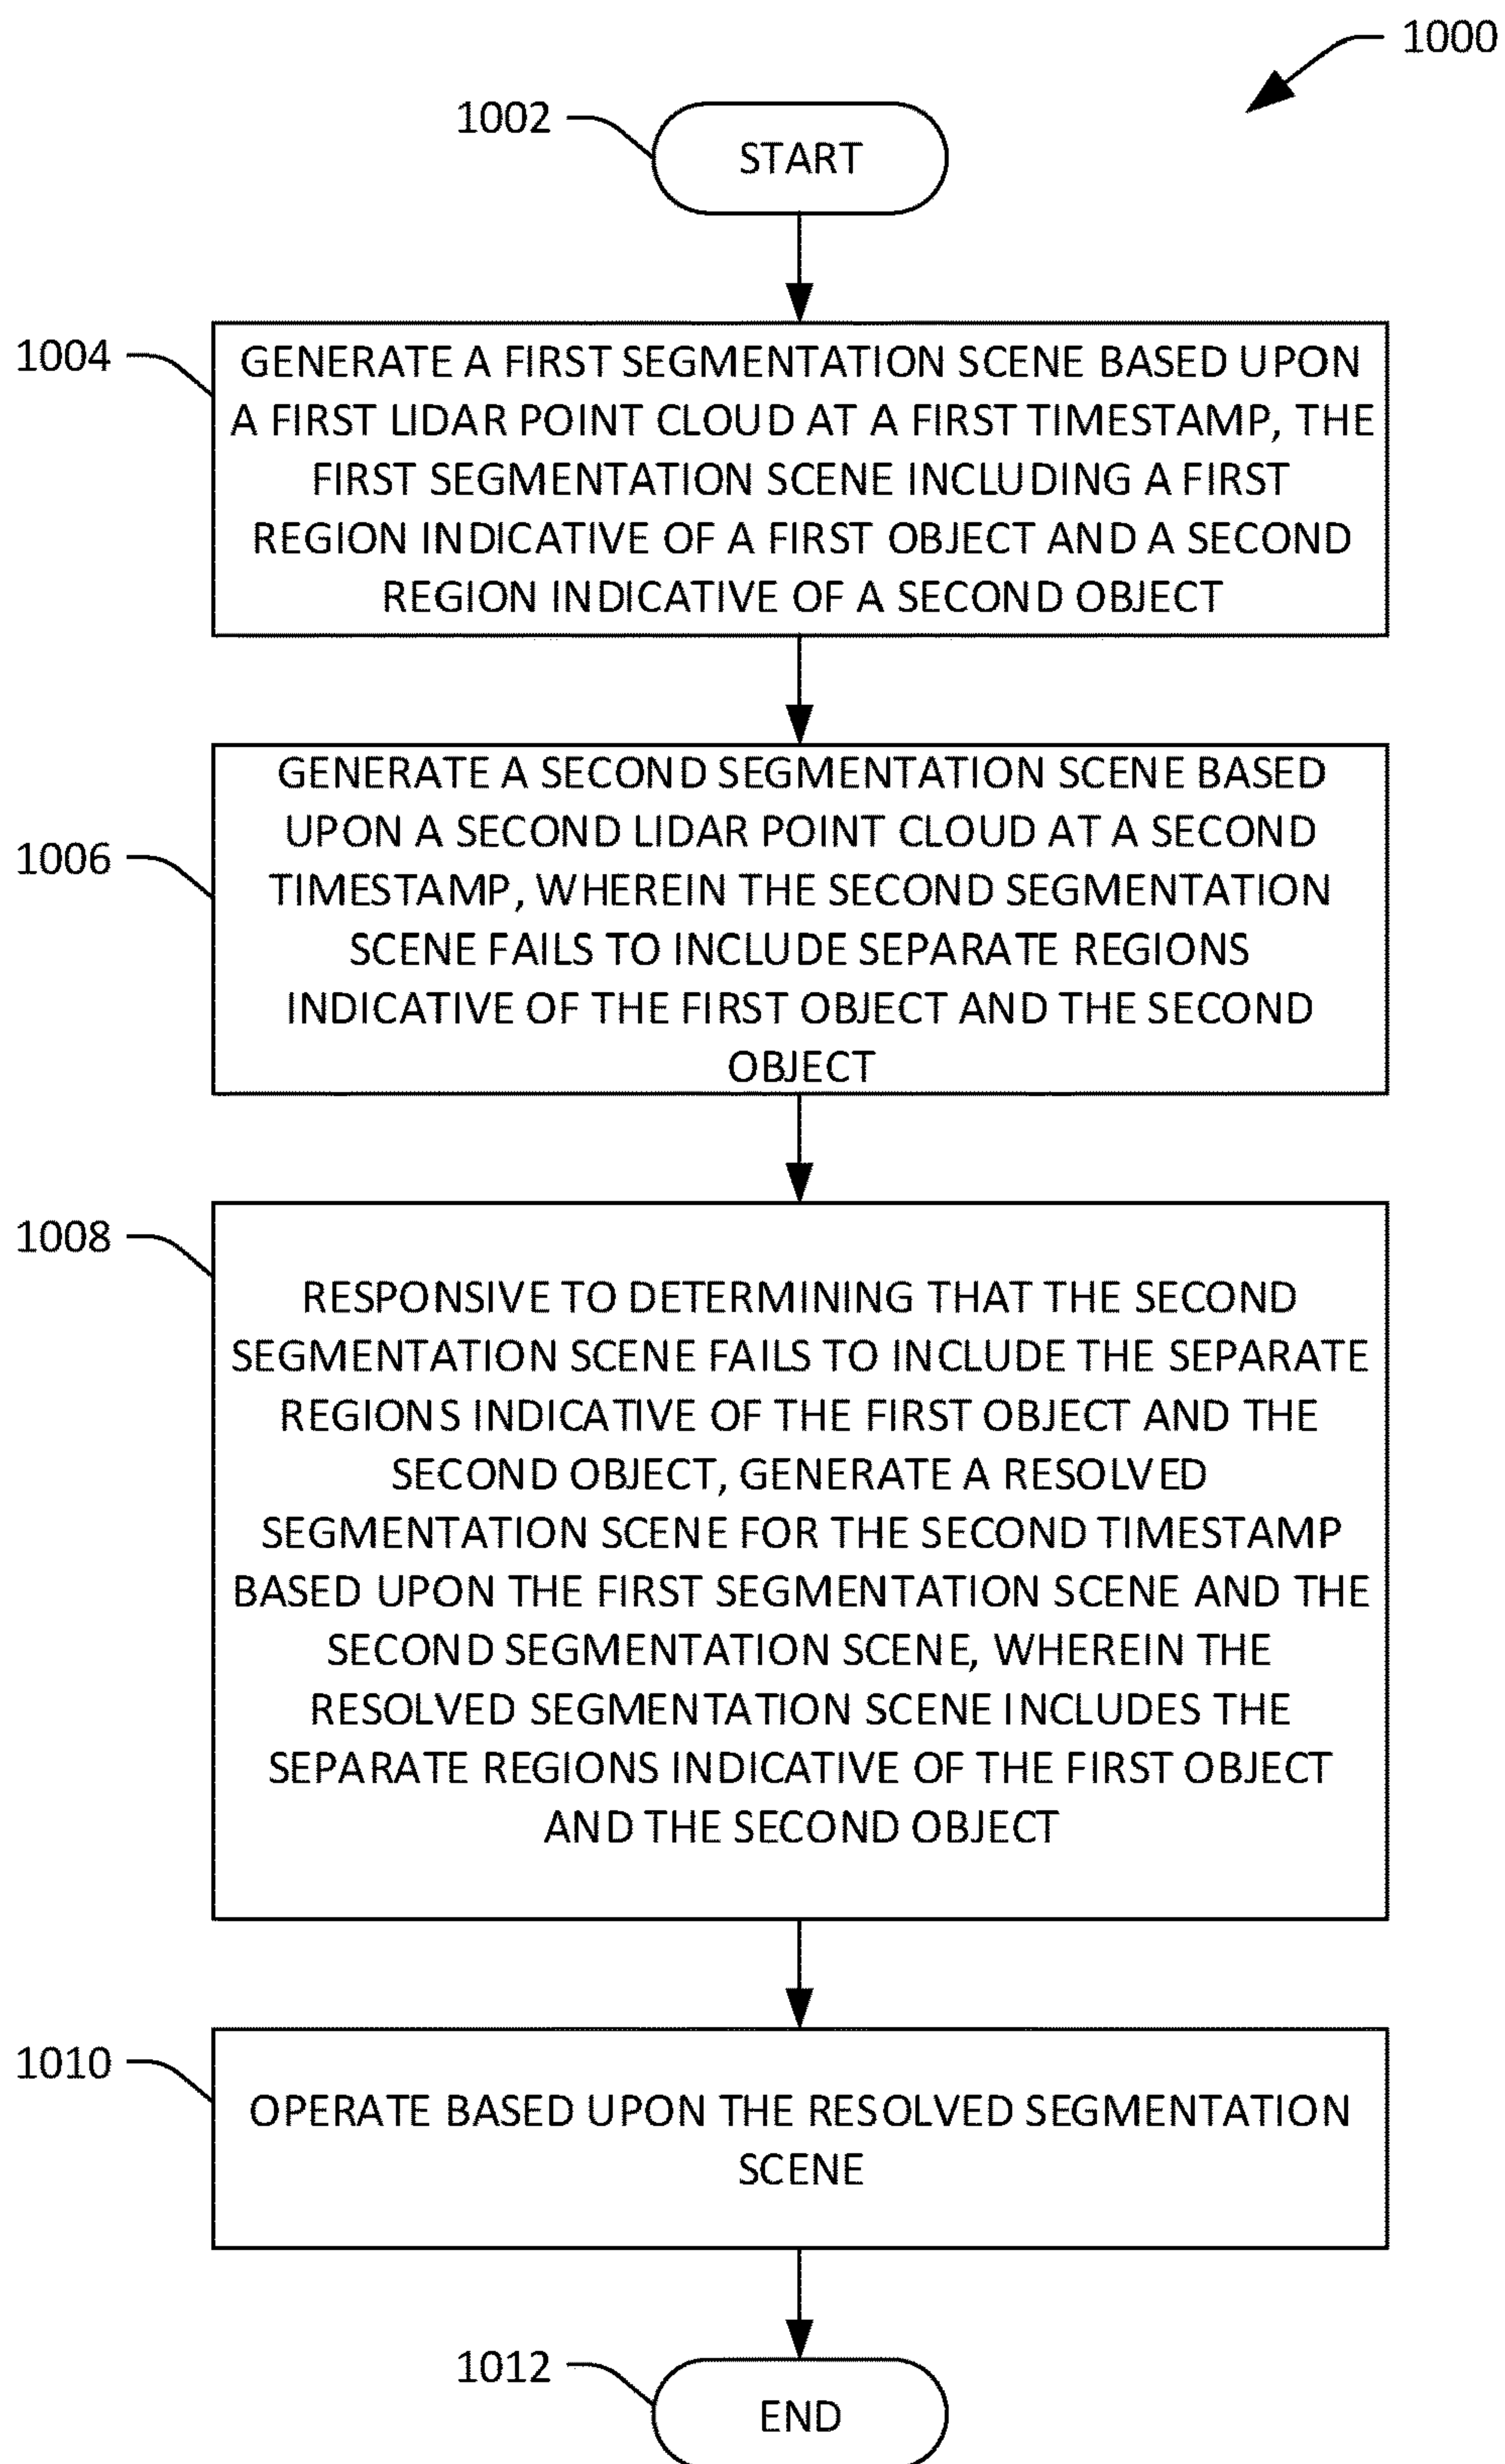 1000
1002
START
1004
GENERATE A FIRST SEGMENTATION SCENE BASED UPON
A FIRST LIDAR POINT CLOUD AT A FIRST TIMESTAMP, THE
FIRST SEGMENTATION SCENE INCLUDING A FIRST
REGION INDICATIVE OF A FIRST OBJECT AND A SECOND
REGION INDICATIVE OF A SECOND OBJECT
1006
GENERATE A SECOND SEGMENTATION SCENE BASED
UPON A SECOND LIDAR POINT CLOUD AT A SECOND
TIMESTAMP, WHEREIN THE SECOND SEGMENTATION
SCENE FAILS TO INCLUDE SEPARATE REGIONS
INDICATIVE OF THE FIRST OBJECT AND THE SECOND
OBJECT
1008
RESPONSIVE TO DETERMINING THAT THE SECOND
SEGMENTATION SCENE FAILS TO INCLUDE THE SEPARATE
REGIONS INDICATIVE OF THE FIRST OBJECT AND THE
SECOND OBJECT, GENERATE A RESOLVED
SEGMENTATION SCENE FOR THE SECOND TIMESTAMP
BASED UPON THE FIRST SEGMENTATION SCENE AND THE
SECOND SEGMENTATION SCENE, WHEREIN THE
RESOLVED SEGMENTATION SCENE INCLUDES THE
SEPARATE REGIONS INDICATIVE OF THE FIRST OBJECT
AND THE SECOND OBJECT
1010
OPERATE BASED UPON THE RESOLVED SEGMENTATION
SCENE
1012
END